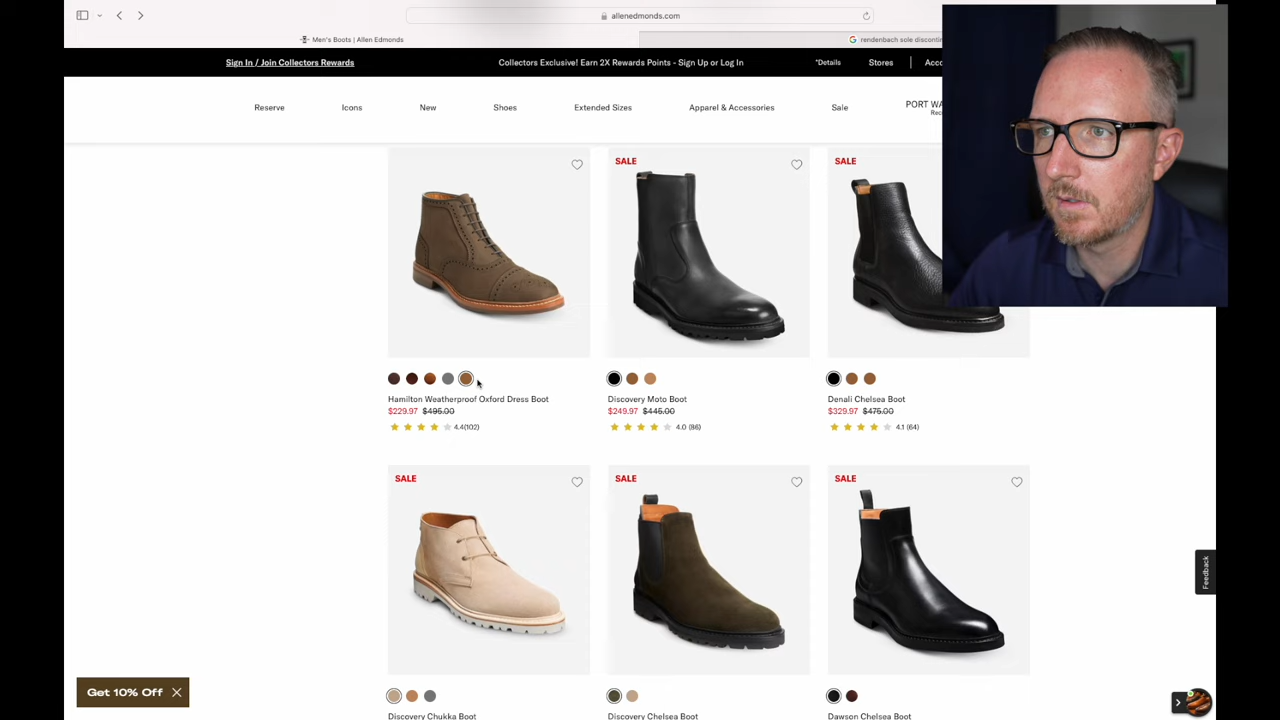 allenedmonds.com
Men's Boots | Allen Edmonds
rendenbach sole discontin
Sign In / Join Collectors Rewards
Collectors Exclusive! Earn 2X Rewards Points - Sign Up or Log In
*Details
Stores
Acco
Reserve
Icons
New
Shoes
Extended Sizes
Apparel & Accessories
Sale
PORT WA
Rec
SALE
Hamilton Weatherproof Oxford Dress Boot
$229.97 $495.00
4.4(102)
Discovery Moto Boot
$249.97 $445.00
4.0 (86)
Denali Chelsea Boot
$329.97 $475.00
4.1 (64)
SALE
SALE
SALE
Feedback
Get 10% Off
Discovery Chukka Boot
Discovery Chelsea Boot
Dawson Chelsea Boot